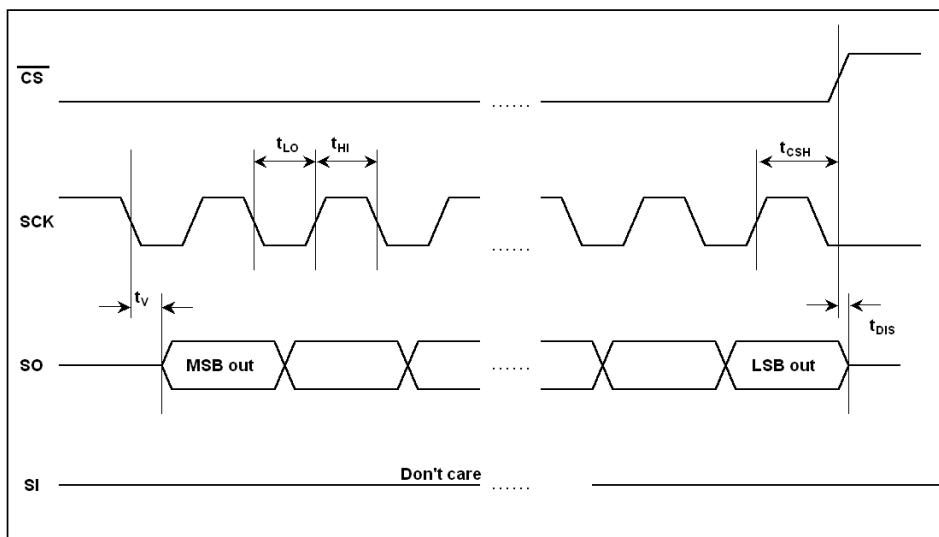 CS
......
tLO
tHI
tCSH
SCK
......
tV
tDIS
SO
MSB out
......
LSB out
SI
Don't care
......